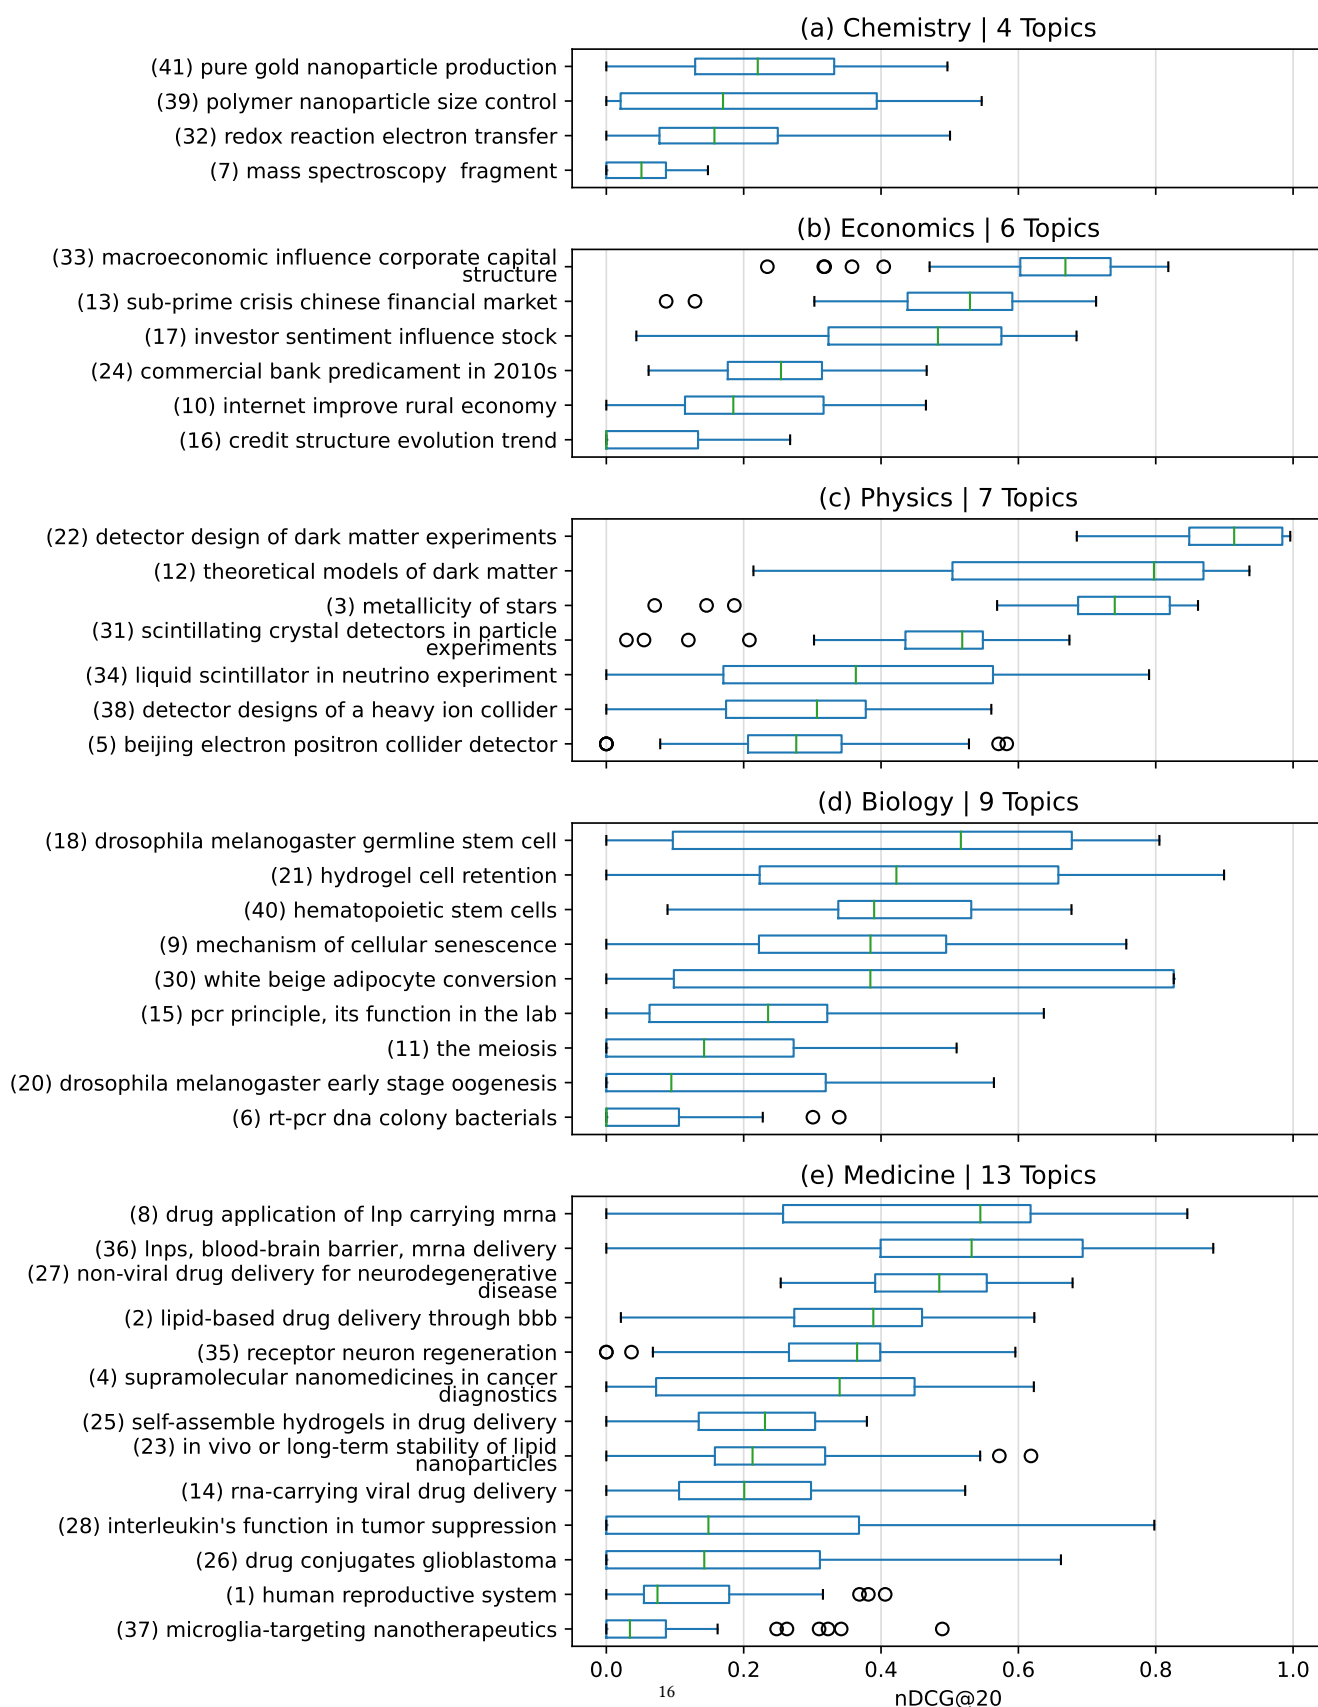 (a) Chemistry | 4 Topics
(41) pure gold nanoparticle production
(39) polymer nanoparticle size control
(32) redox reaction electron transfer
(7) mass spectroscopy  fragment
(b) Economics | 6 Topics
(33) macroeconomic influence corporate capital
structure
(13) sub-prime crisis chinese financial market
(17) investor sentiment influence stock
(24) commercial bank predicament in 2010s
(10) internet improve rural economy
(16) credit structure evolution trend
(c) Physics | 7 Topics
(22) detector design of dark matter experiments
(12) theoretical models of dark matter
(3) metallicity of stars
(31) scintillating crystal detectors in particle
experiments
(34) liquid scintillator in neutrino experiment
(38) detector designs of a heavy ion collider
(5) beijing electron positron collider detector
(d) Biology | 9 Topics
(18) drosophila melanogaster germline stem cell
(21) hydrogel cell retention
(40) hematopoietic stem cells
(9) mechanism of cellular senescence
(30) white beige adipocyte conversion
(15) pcr principle, its function in the lab
(11) the meiosis
(20) drosophila melanogaster early stage oogenesis
(6) rt-pcr dna colony bacterials
(e) Medicine | 13 Topics
(8) drug application of lnp carrying mrna
(36) lnps, blood-brain barrier, mrna delivery
(27) non-viral drug delivery for neurodegenerative
disease
(2) lipid-based drug delivery through bbb
(35) receptor neuron regeneration
(4) supramolecular nanomedicines in cancer
diagnostics
(25) self-assemble hydrogels in drug delivery
(23) in vivo or long-term stability of lipid
nanoparticles
(14) rna-carrying viral drug delivery
(28) interleukin's function in tumor suppression
(26) drug conjugates glioblastoma
(1) human reproductive system
(37) microglia-targeting nanotherapeutics
0.0 0.2 0.4 0.6 0.8 1.0
nDCG@20
16